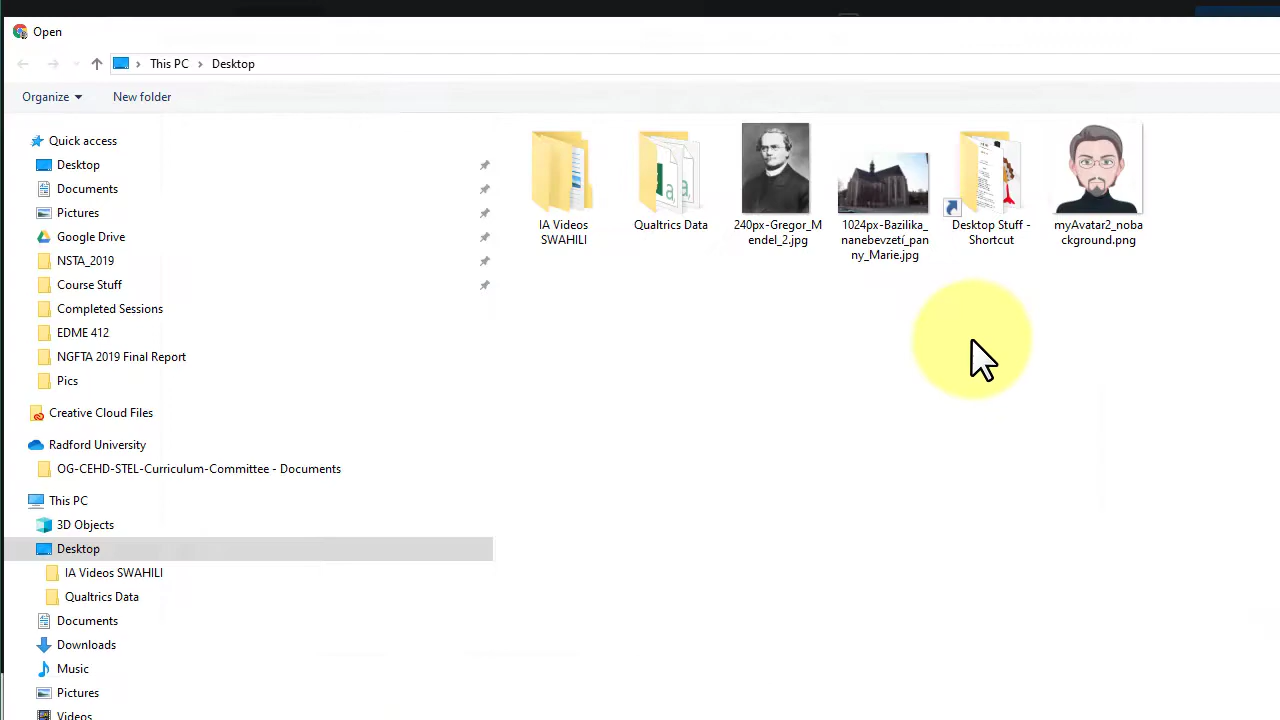 Open
This PC
Desktop
Organize
New folder
Quick access
Desktop
Documents
Pictures
Google Drive
NSTA_2019
Course Stuff
Completed Sessions
EDME 412
NGFTA 2019 Final Report
Pics
Creative Cloud Files
Radford University
OG-CEHD-STEL-Curriculum-Committee - Documents
This PC
3D Objects
Desktop
IA Videos SWAHILI
Qualtrics Data
Documents
Downloads
Music
Pictures
Videos
IA Videos
SWAHILI
Qualtrics Data
240px-Gregor_M
endel_2.jpg
1024px-Bazilika_
nanebevzetí_pan
ny_Marie.jpg
Desktop Stuff -
Shortcut
myAvatar2_noba
ckground.png